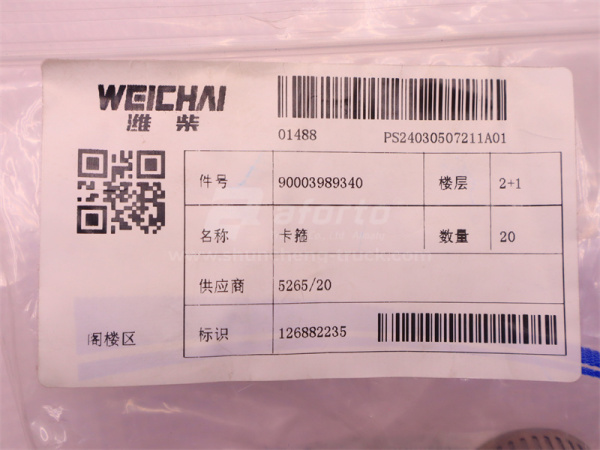 WEICHAI
潍柴
01488 PS24030507211A01
件号 90003989340 楼层 2+1
aforto
名称 卡箍 数量 20
供应商 5265/20
阁楼区 标识 126882235